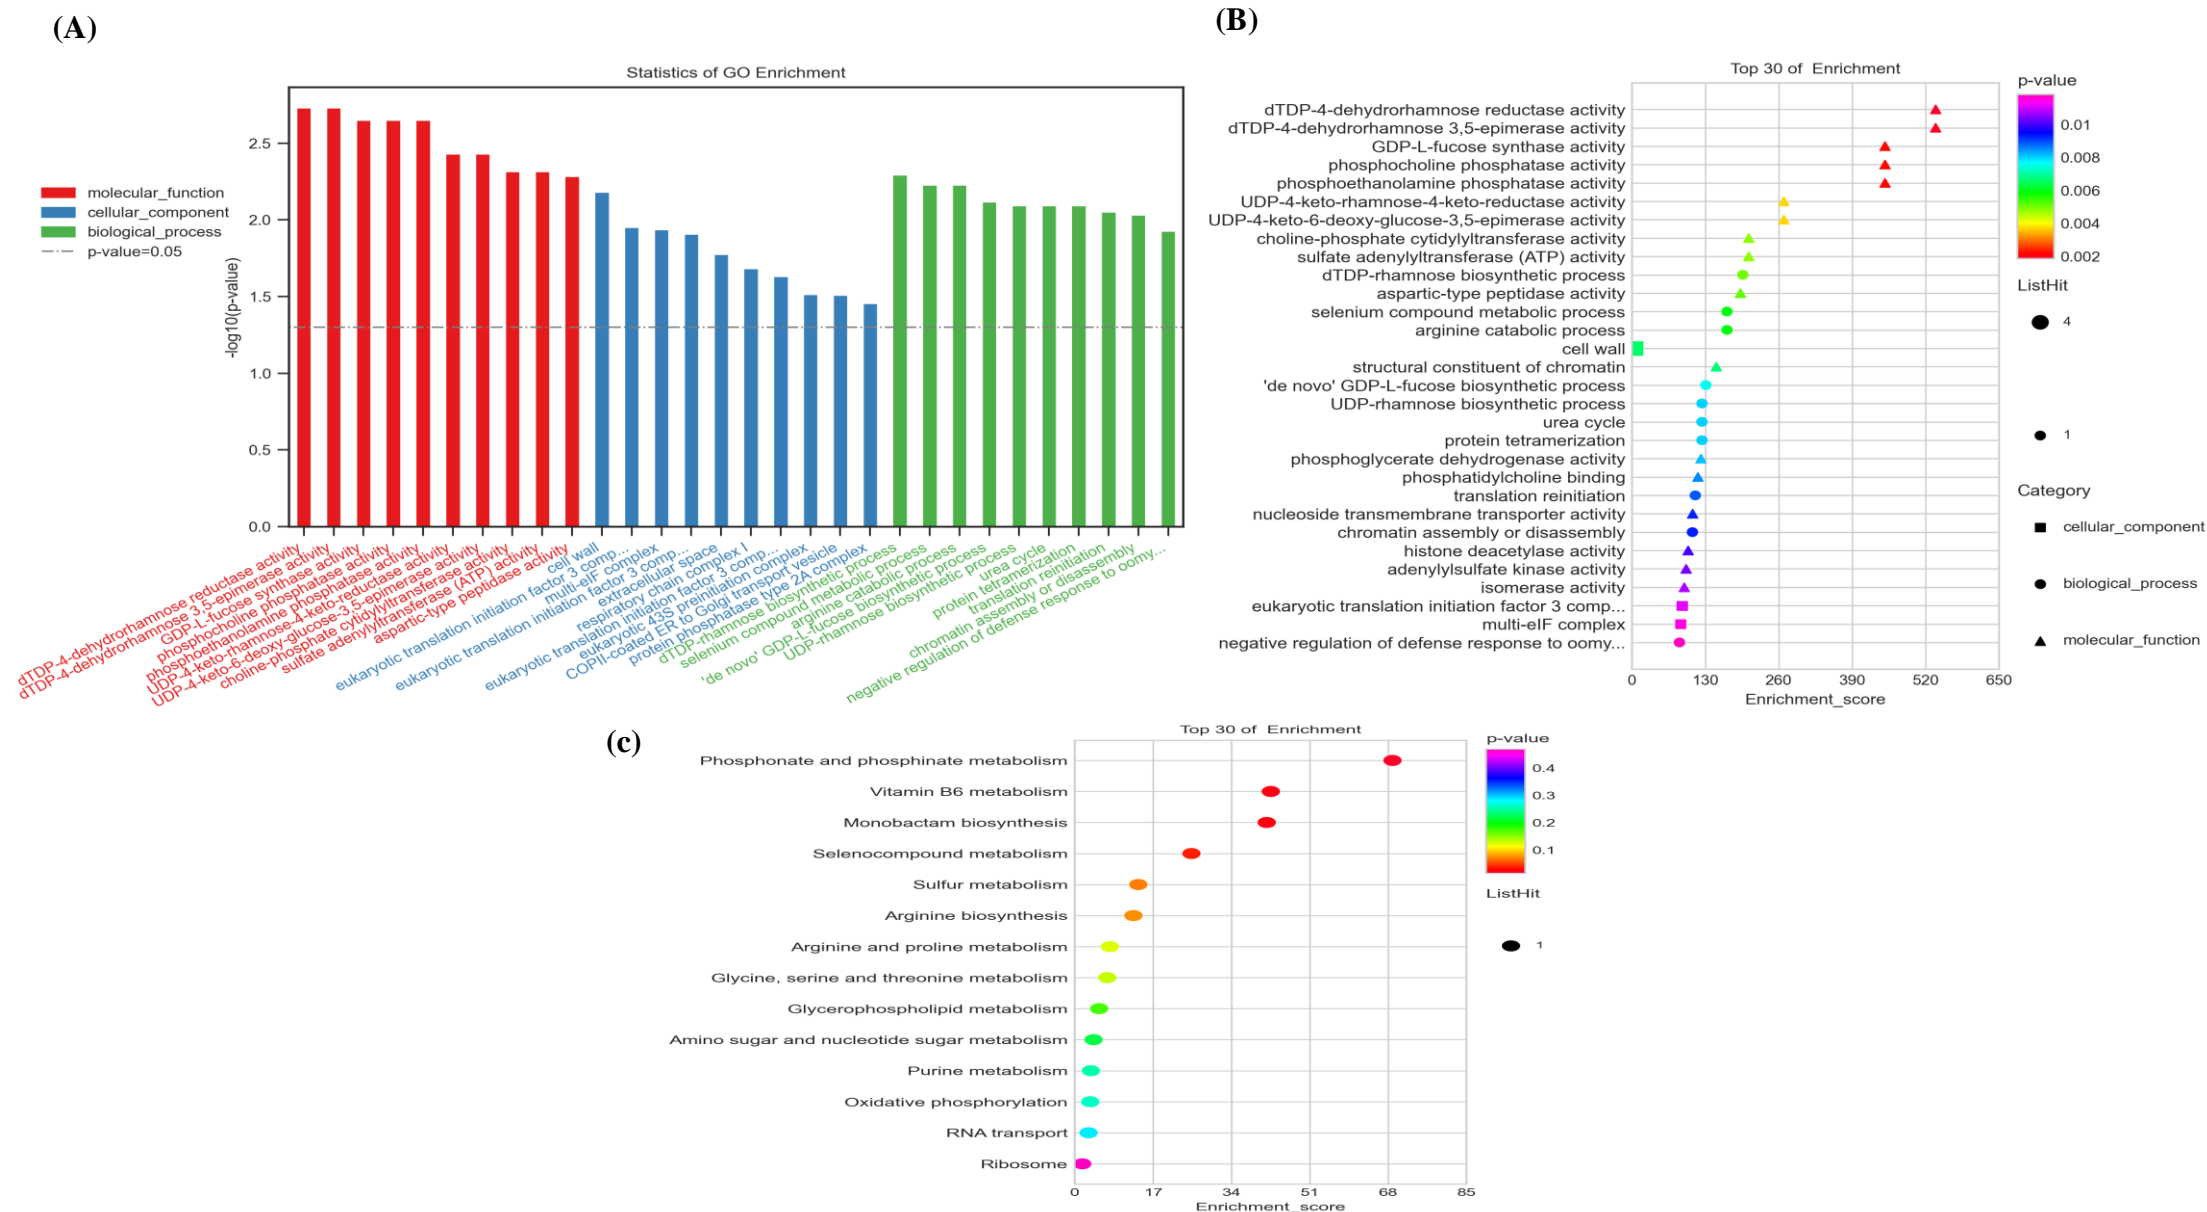 (A)
Statistics of GO Enrichment
molecular_function
cellular_component
biological_process
p-value=0.05
-log10(p-value)
2.5
2.0
1.5
1.0
0.5
0.0
dTDP-4-dehydrorhamnose reductase activity
dTDP-4-dehydrorhamnose 3,5-epimerase activity
GDP-L-fucose synthase activity
phosphocholine phosphatase activity
phosphoethanolamine phosphatase activity
UDP-4-keto-rhamnose-4-keto-reductase activity
UDP-4-keto-6-deoxy-glucose-3,5-epimerase activity
choline-phosphate cytidylyltransferase activity
sulfate adenylyltransferase (ATP) activity
aspartic-type peptidase activity
cell wall
eukaryotic translation initiation factor 3 comp...
multi-eIF complex
eukaryotic translation initiation factor 3 comp...
extracellular space
respiratory chain complex I
eukaryotic translation initiation factor 3 comp...
eukaryotic 43S preinitiation complex
COPII-coated ER to Golgi transport vesicle
protein phosphatase type 2A complex
dTDP-rhamnose biosynthetic process
selenium compound metabolic process
arginine catabolic process
'de novo' GDP-L-fucose biosynthetic process
UDP-rhamnose biosynthetic process
urea cycle
protein tetramerization
translation reinitiation
chromatin assembly or disassembly
negative regulation of defense response to oomy...
(B)
Top 30 of Enrichment
dTDP-4-dehydrorhamnose reductase activity
dTDP-4-dehydrorhamnose 3,5-epimerase activity
GDP-L-fucose synthase activity
phosphocholine phosphatase activity
phosphoethanolamine phosphatase activity
UDP-4-keto-rhamnose-4-keto-reductase activity
UDP-4-keto-6-deoxy-glucose-3,5-epimerase activity
choline-phosphate cytidylyltransferase activity
sulfate adenylyltransferase (ATP) activity
dTDP-rhamnose biosynthetic process
aspartic-type peptidase activity
selenium compound metabolic process
arginine catabolic process
cell wall
structural constituent of chromatin
'de novo' GDP-L-fucose biosynthetic process
UDP-rhamnose biosynthetic process
urea cycle
protein tetramerization
phosphoglycerate dehydrogenase activity
phosphatidylcholine binding
translation reinitiation
nucleoside transmembrane transporter activity
chromatin assembly or disassembly
histone deacetylase activity
adenylylsulfate kinase activity
isomerase activity
eukaryotic translation initiation factor 3 comp...
multi-eIF complex
negative regulation of defense response to oomy...
0 130 260 390 520 650
Enrichment_score
p-value
0.01
0.008
0.006
0.004
0.002
ListHit
4
1
Category
cellular_component
biological_process
molecular_function
(c)
Top 30 of Enrichment
Phosphonate and phosphinate metabolism
Vitamin B6 metabolism
Monobactam biosynthesis
Selenocompound metabolism
Sulfur metabolism
Arginine biosynthesis
Arginine and proline metabolism
Glycine, serine and threonine metabolism
Glycerophospholipid metabolism
Amino sugar and nucleotide sugar metabolism
Purine metabolism
Oxidative phosphorylation
RNA transport
Ribosome
0 17 34 51 68 85
Enrichment_score
p-value
0.4
0.3
0.2
0.1
ListHit
1